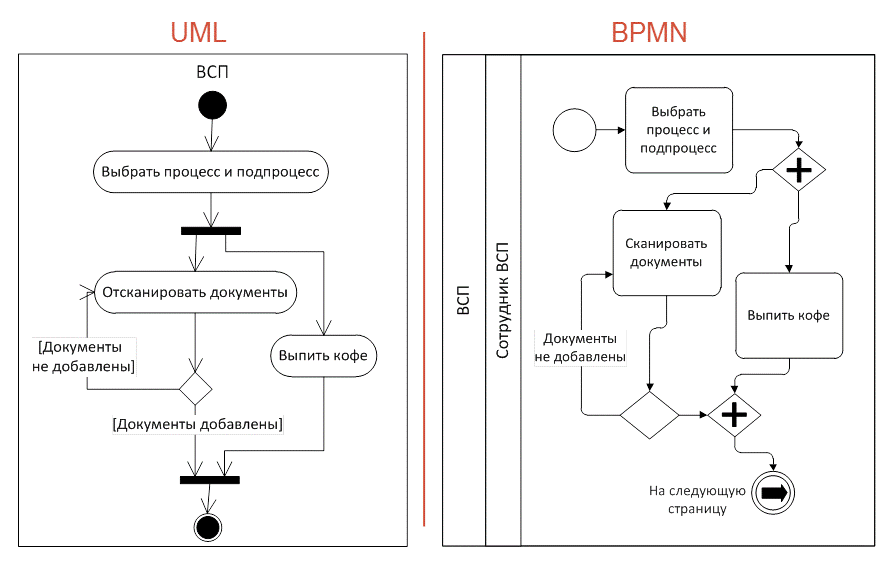 UML
ВСП
Выбрать процесс и подпроцесс
Отсканировать документы
[Документы
не добавлены]
Выпить кофе
[Документы добавлены]
BPMN
ВСП
Сотрудник ВСП
Выбрать
процесс и
подпроцесс
Сканировать
документы
Выпить кофе
Документы
не добавлены
На следующую
страницу